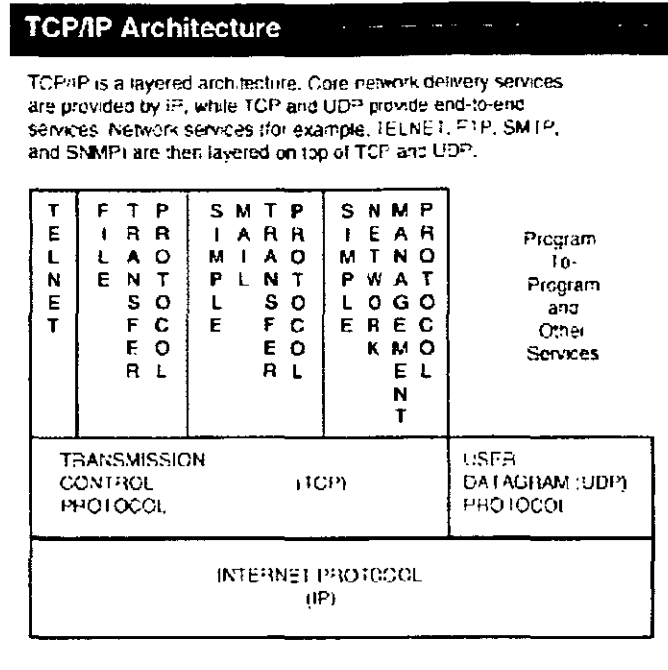 TCP/IP Architecture
TCP/IP is a layered architecture. Core network delivery services
are provided by IP, while TCP and UDP provide end-to-end
services. Network services (for example, TELNET, FTP, SMTP,
and SNMP) are then layered on top of TCP and UDP.
TELNET
FILE TRANSFER PROTOCOL
SIMPLE MAIL TRANSFER PROTOCOL
SIMPLE NETWORK MANAGEMENT PROTOCOL
Program
To-
Program
and
Other
Services
TRANSMISSION
CONTROL (TCP)
PROTOCOL
USER
DATAGRAM (UDP)
PROTOCOL
INTERNET PROTOCOL
(IP)